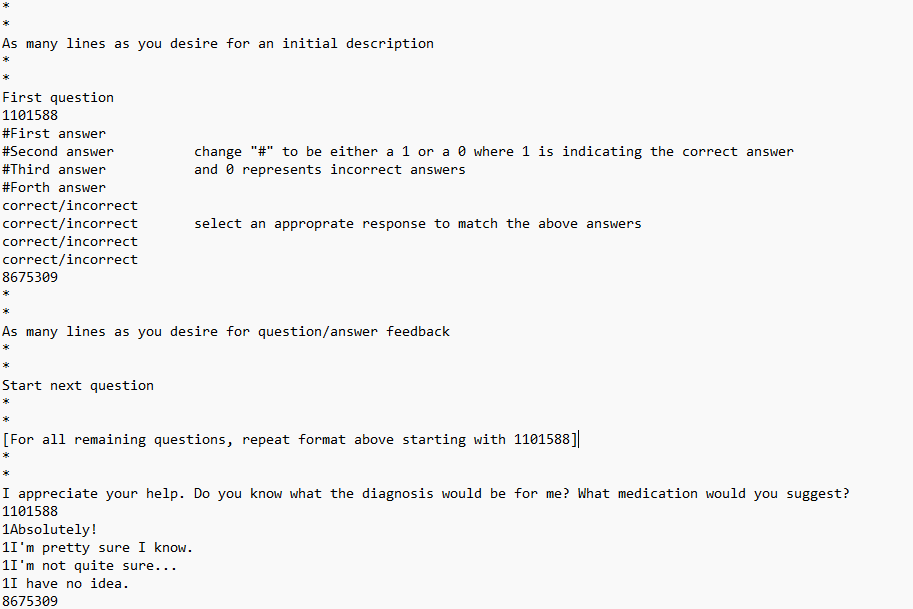 *
*
As many lines as you desire for an initial description
*
*
First question
1101588
#First answer
#Second answer          change "#" to be either a 1 or a 0 where 1 is indicating the correct answer
#Third answer           and 0 represents incorrect answers
#Forth answer
correct/incorrect
correct/incorrect       select an approprate response to match the above answers
correct/incorrect
correct/incorrect
8675309
*
*
As many lines as you desire for question/answer feedback
*
*
Start next question
*
*
[For all remaining questions, repeat format above starting with 1101588]
*
*
I appreciate your help. Do you know what the diagnosis would be for me? What medication would you suggest?
1101588
1Absolutely!
1I'm pretty sure I know.
1I'm not quite sure...
1I have no idea.
8675309